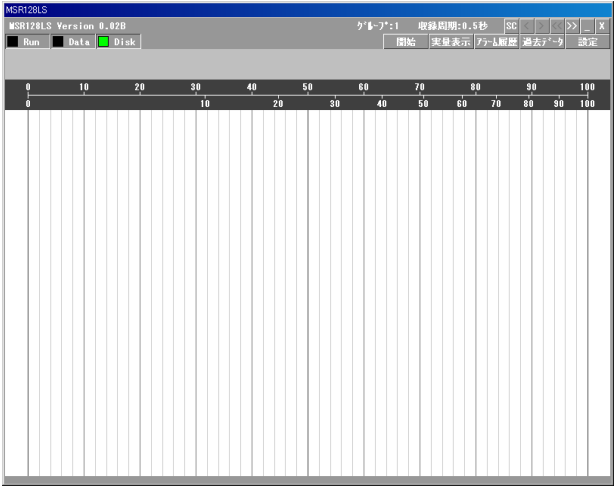 MSR128LS
MSR128LS Version 0.02B ｸﾞﾙｰﾌﾟ:1 収録周期:0.5秒 SC < > << >> _ X
Run Data Disk 開始 実量表示 ｱﾗｰﾑ履歴 過去ﾃﾞｰﾀ 設定
0 10 20 30 40 50 60 70 80 90 100
0 10 20 30 40 50 60 70 80 90 100